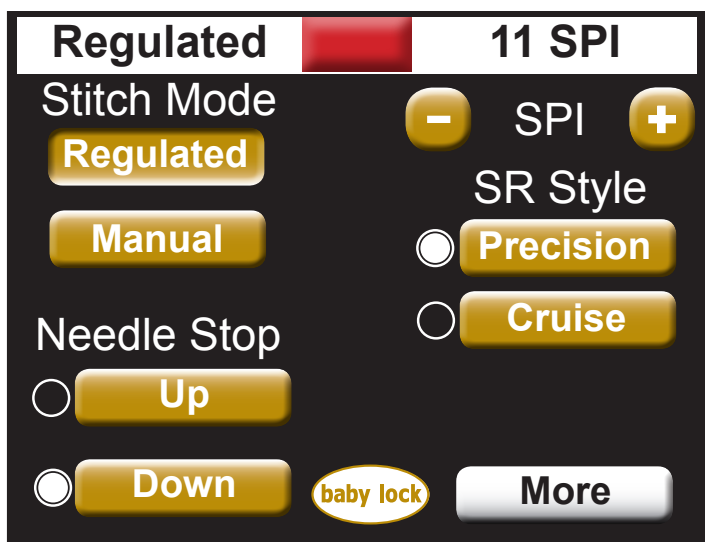 Regulated 11 SPI
Stitch Mode
Regulated
Manual
Needle Stop
Up
Down
- SPI +
SR Style
Precision
Cruise
baby lock
More